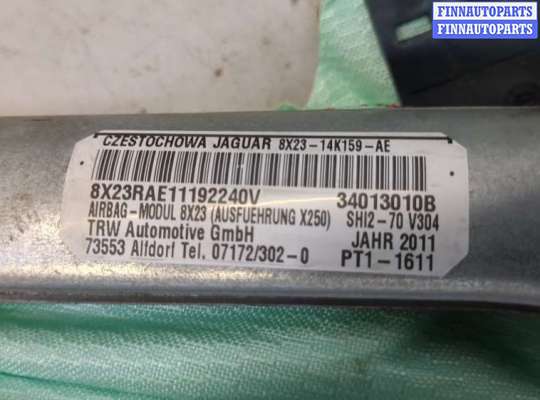 FINNAUTOPARTS
FINNAUTOPARTS
CZESTOCHOWA JAGUAR 8X23-14K159-AE
8X23RAE11192240V 34013010B
AIRBAG-MODUL 8X23 (AUSFUEHRUNG X250) SHI2-70 V304
TRW Automotive GmbH JAHR 2011
73553 Alfdorf Tel. 07172/302-0 PT1-1611